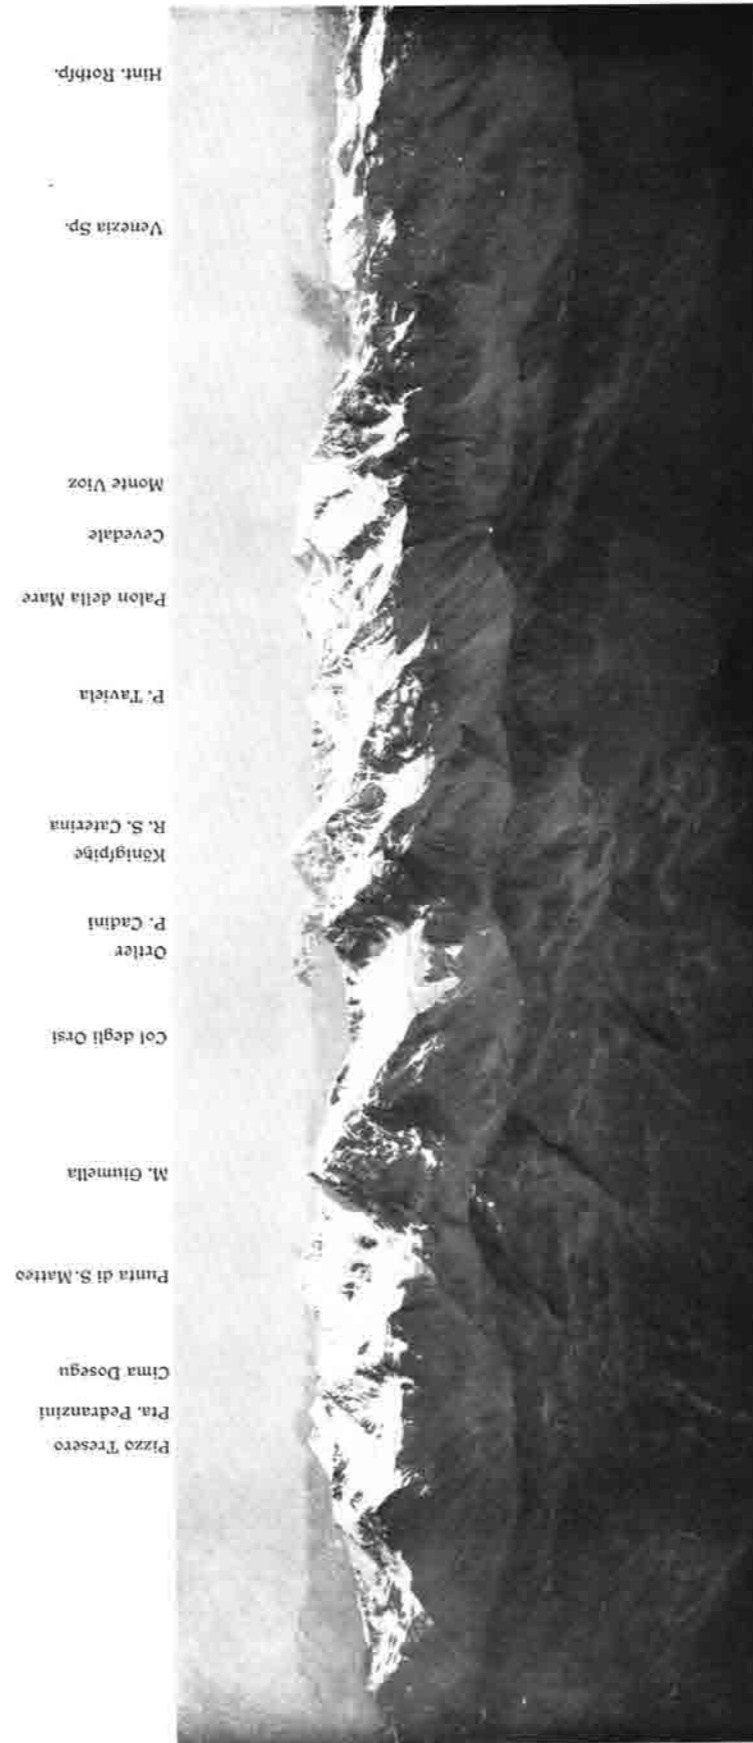 Pizzo Tresero
Pta. Pedranzini
Cima Dosegu
Punta di S.Matteo
M. Giumella
Col degli Orsi
Ortler
P. Cadini
Königſpitze
R. S. Caterina
P. Taviela
Palon della Mare
Cevedale
Monte Vioz
Venezia Sp.
Hint. Rothſp.